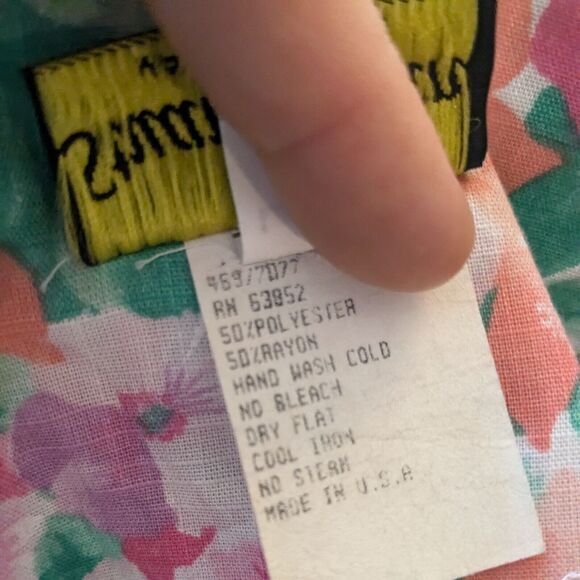 469/7077
RN 63852
50%POLYESTER
50%RAYON
HAND WASH COLD
NO BLEACH
DRY FLAT
COOL IRON
NO STEAM
MADE IN U.S.A